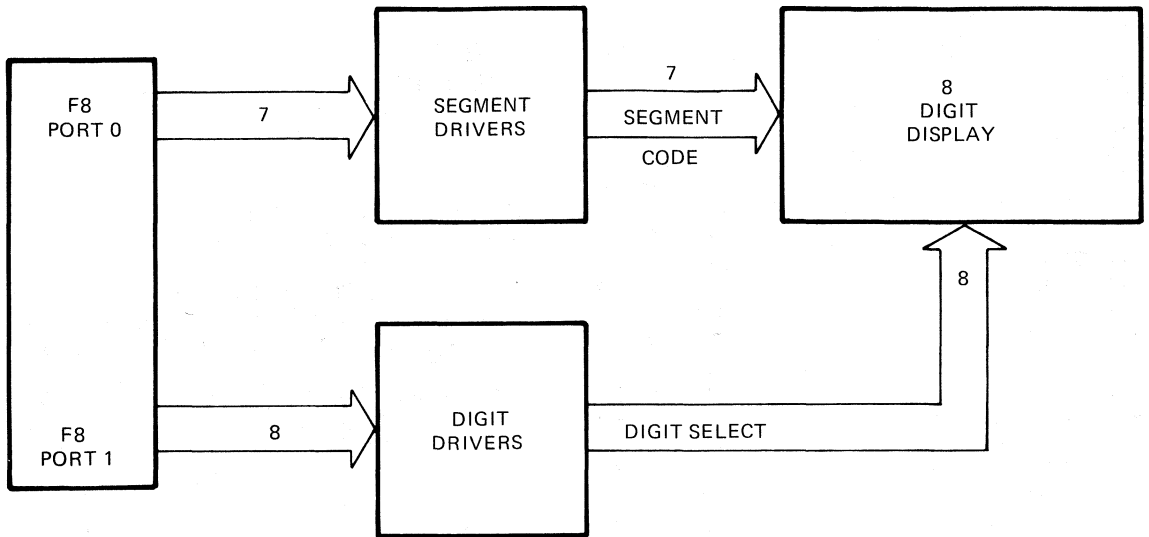 F8
PORT 0
7
SEGMENT
DRIVERS
7
SEGMENT
CODE
8
DIGIT
DISPLAY
8
F8
PORT 1
8
DIGIT
DRIVERS
DIGIT SELECT